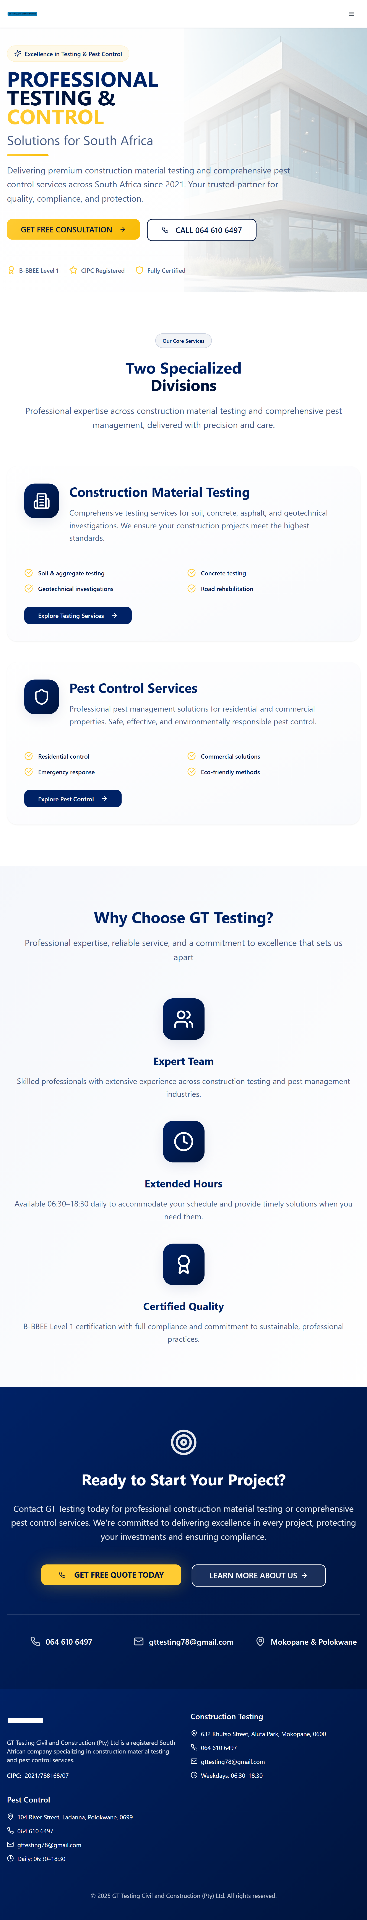 Excellence in Testing & Pest Control
PROFESSIONAL
TESTING &
CONTROL
Solutions for South Africa
Delivering premium construction material testing and comprehensive pest
control services across South Africa since 2021. Your trusted partner for
quality, compliance, and protection.
GET FREE CONSULTATION
CALL 064 610 6497
B-BBEE Level 1
CIPC Registered
Fully Certified
Our Core Services
Two Specialized
Divisions
Professional expertise across construction material testing and comprehensive pest
management, delivered with precision and care.
Construction Material Testing
Comprehensive testing services for soil, concrete, asphalt, and geotechnical
investigations. We ensure your construction projects meet the highest
standards.
Soil & aggregate testing
Concrete testing
Geotechnical investigations
Road rehabilitation
Explore Testing Services
Pest Control Services
Professional pest management solutions for residential and commercial
properties. Safe, effective, and environmentally responsible pest control.
Residential control
Commercial solutions
Emergency response
Eco-friendly methods
Explore Pest Control
Why Choose GT Testing?
Professional expertise, reliable service, and a commitment to excellence that sets us
apart
Expert Team
Skilled professionals with extensive experience across construction testing and pest management
industries.
Extended Hours
Available 06:30–18:30 daily to accommodate your schedule and provide timely solutions when you
need them.
Certified Quality
B-BBEE Level 1 certification with full compliance and commitment to sustainable, professional
practices.
Ready to Start Your Project?
Contact GT Testing today for professional construction material testing or comprehensive
pest control services. We're committed to delivering excellence in every project, protecting
your investments and ensuring compliance.
GET FREE QUOTE TODAY
LEARN MORE ABOUT US
064 610 6497
gttesting78@gmail.com
Mokopane & Polokwane
GT Testing Civil and Construction (Pty) Ltd is a registered South
African company specializing in construction material testing
and pest control services.
CIPC:
Construction Testing
Street, Mokopane, 0600
064 610 6497
gttesting78@gmail.com
Weekdays: 06:30–18:30
Pest Control
River Street, Ladanna, Polokwane, 0699
064 610 6497
gttesting78@gmail.com
Daily: 06:30–18:30
GT Testing Civil and Construction (Pty) Ltd. All rights reserved.